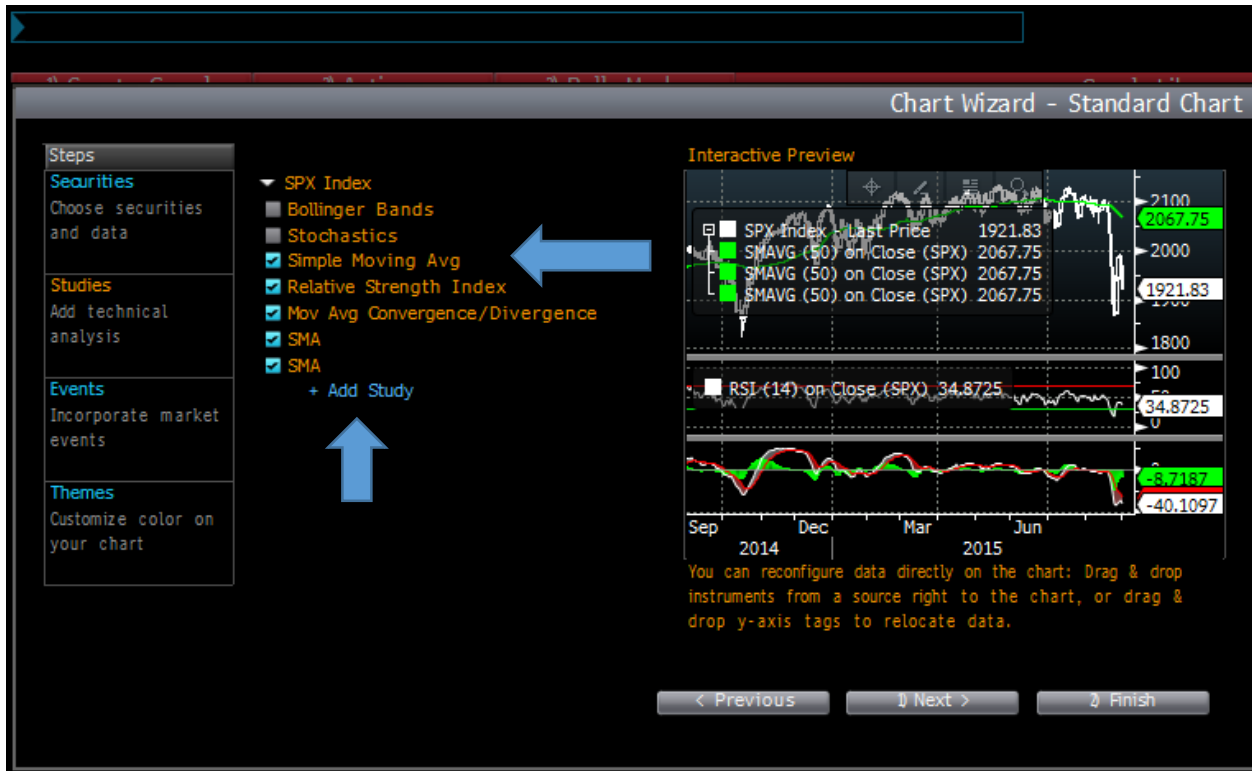 Chart Wizard - Standard Chart
Steps
Securities
Choose securities
and data
Studies
Add technical
analysis
Events
Incorporate market
events
Themes
Customize color on
your chart
SPX Index
Bollinger Bands
Stochastics
Simple Moving Avg
Relative Strength Index
Mov Avg Convergence/Divergence
SMA
SMA
+ Add Study
Interactive Preview
SPX Index - Last Price 1921.83
SMAVG (50) on Close (SPX) 2067.75
SMAVG (50) on Close (SPX) 2067.75
SMAVG (50) on Close (SPX) 2067.75
2100
2067.75
2000
1921.83
1800
RSI (14) on Close (SPX) 34.8725
100
34.8725
0
-8.7187
-40.1097
Sep Dec Mar Jun
2014 2015
You can reconfigure data directly on the chart: Drag & drop
instruments from a source right to the chart, or drag &
drop y-axis tags to relocate data.
< Previous
1) Next >
2) Finish